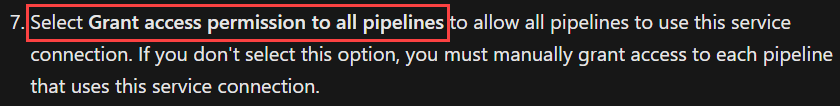 7. Select Grant access permission to all pipelines to allow all pipelines to use this service
connection. If you don't select this option, you must manually grant access to each pipeline
that uses this service connection.